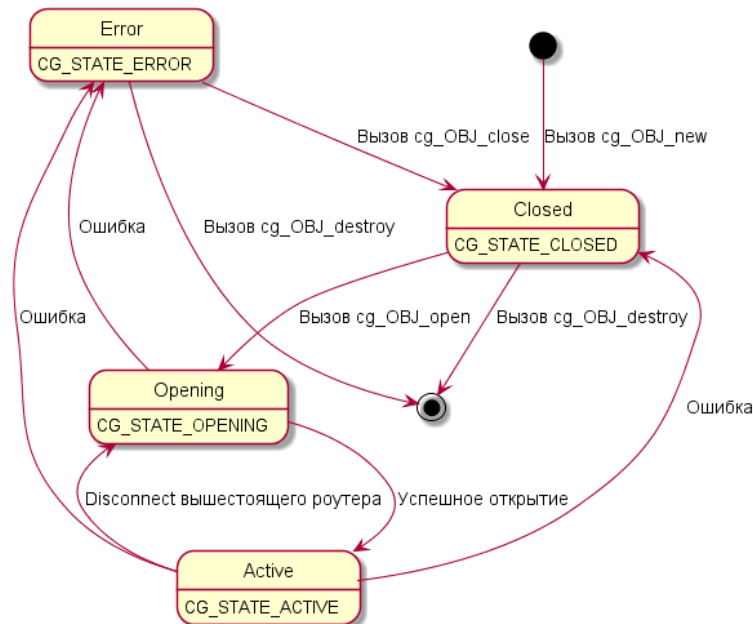 Error
CG_STATE_ERROR
Вызов cg_OBJ_close
Вызов cg_OBJ_new
Closed
CG_STATE_CLOSED
Ошибка
Вызов cg_OBJ_destroy
Ошибка
Вызов cg_OBJ_open
Вызов cg_OBJ_destroy
Opening
CG_STATE_OPENING
Ошибка
Disconnect вышестоящего роутера
Успешное открытие
Active
CG_STATE_ACTIVE